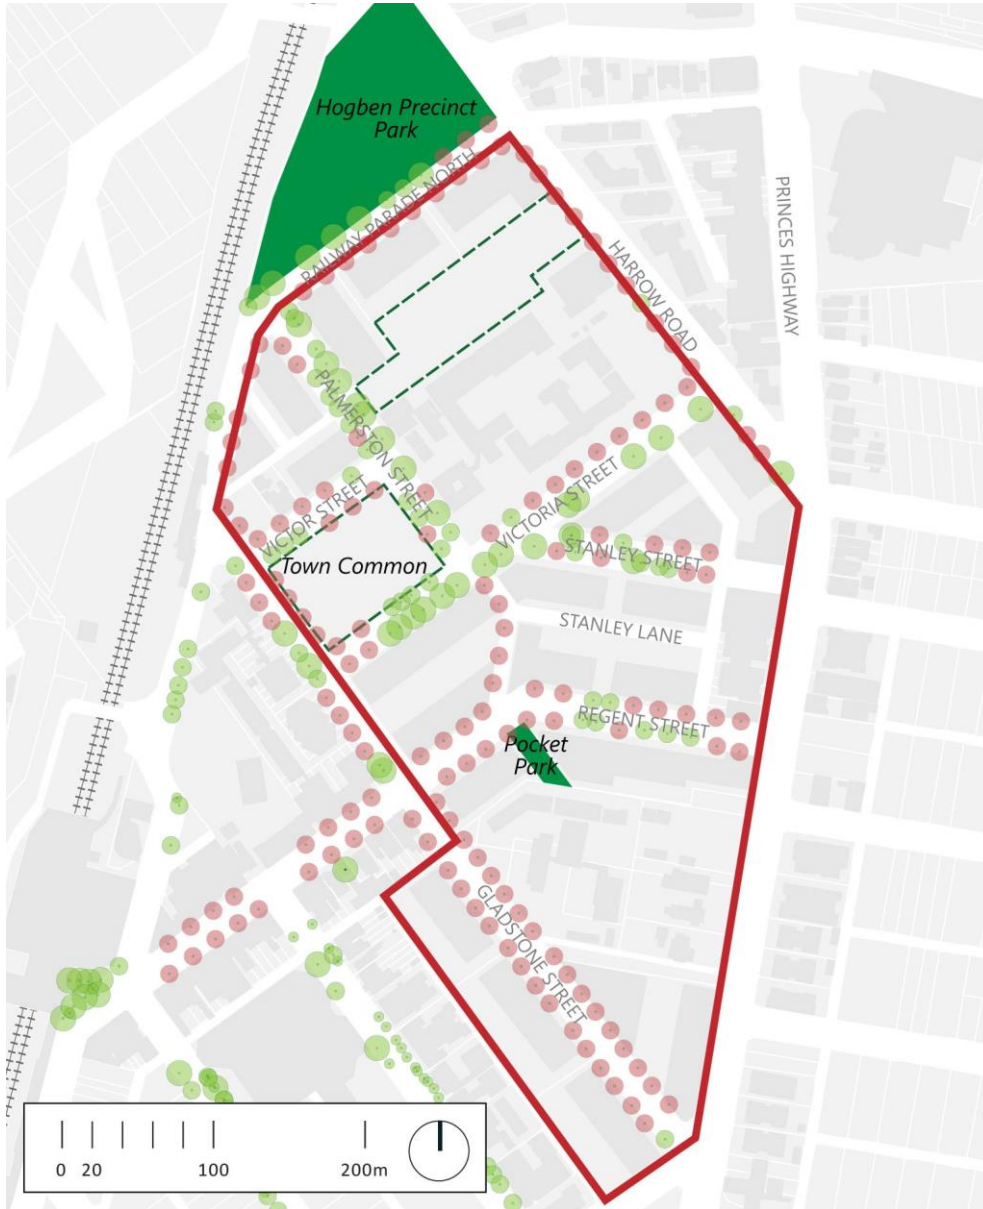 Hogben Precinct
Park
RAILWAY PARADE NORTH
PRINCES HIGHWAY
HARROW ROAD
PALMERSTON STREET
VICTOR STREET
VICTORIA STREET
Town Common
STANLEY STREET
STANLEY LANE
REGENT STREET
Pocket
Park
GLADSTONE STREET
0 20 100 200m